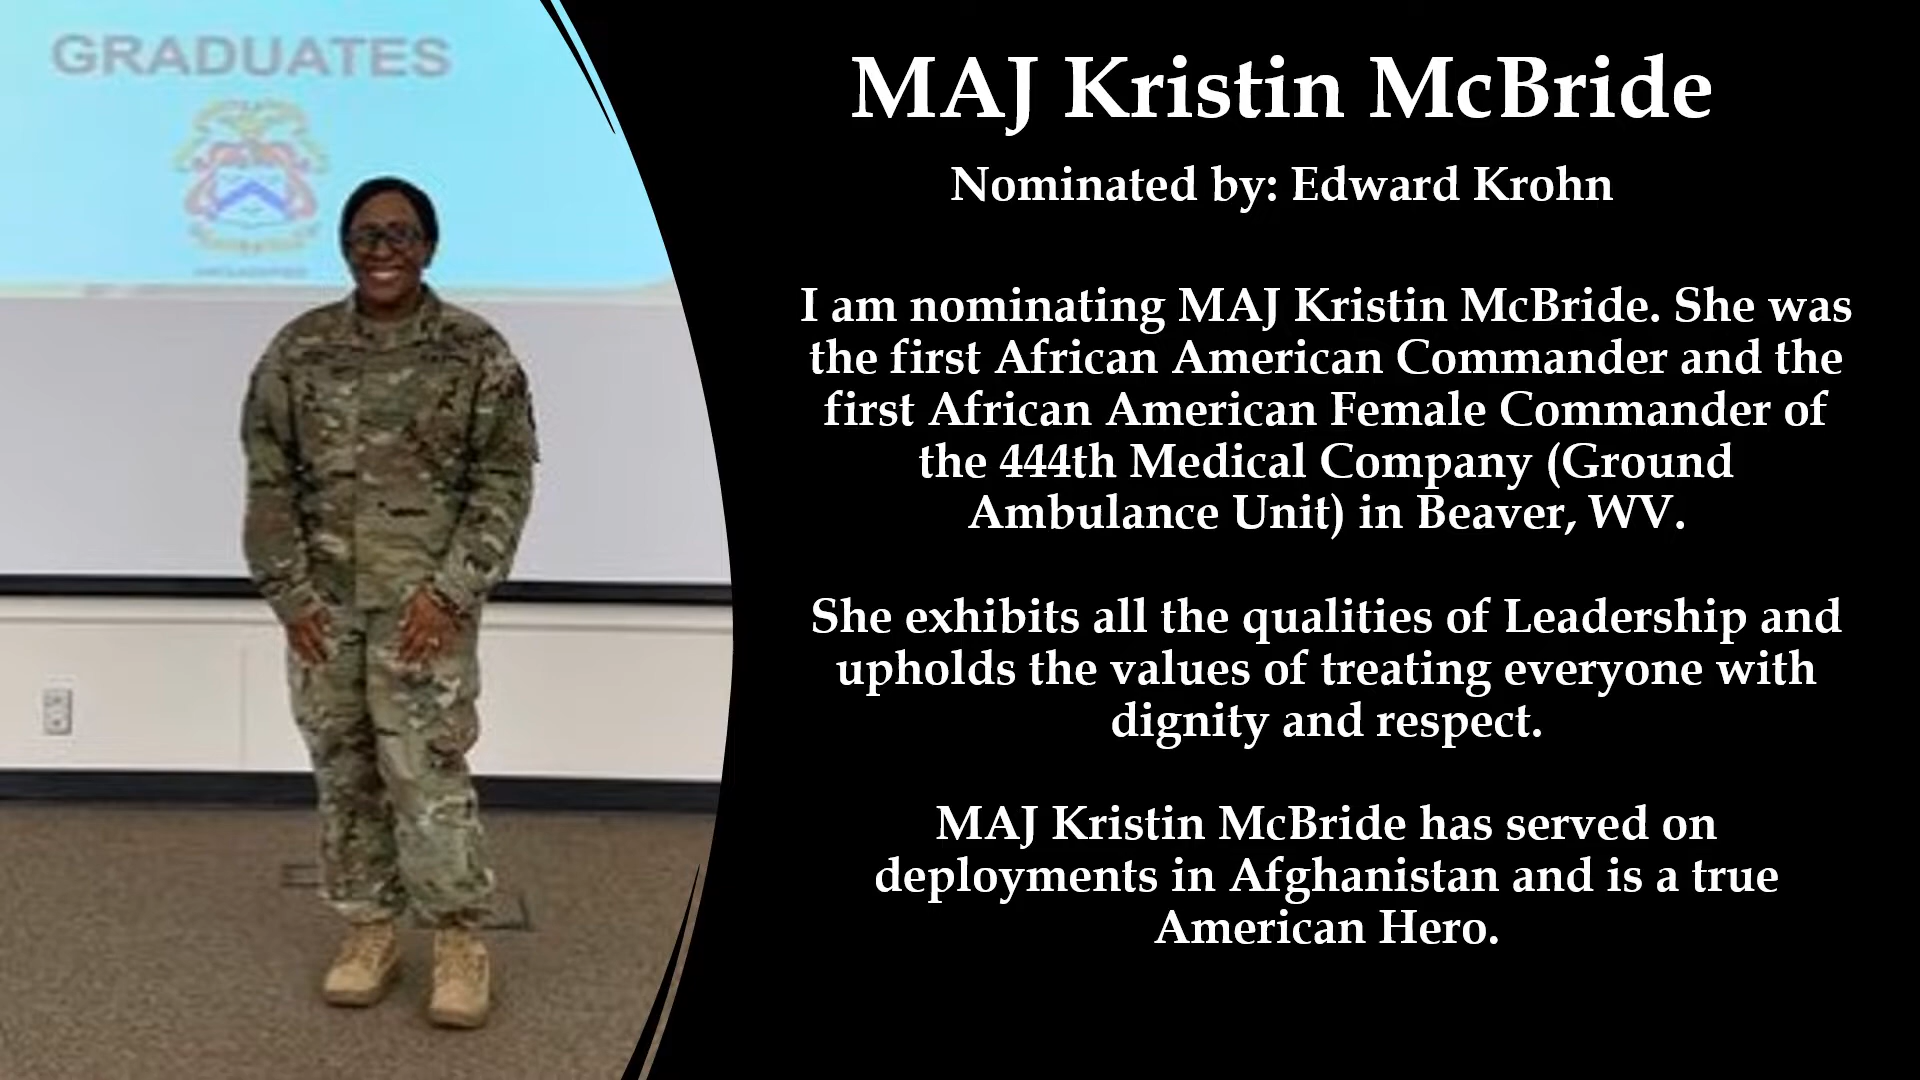 GRADUATES
MAJ Kristin McBride
Nominated by: Edward Krohn
I am nominating MAJ Kristin McBride. She was
the first African American Commander and the
first African American Female Commander of
the 444th Medical Company (Ground
Ambulance Unit) in Beaver, WV.
She exhibits all the qualities of Leadership and
upholds the values of treating everyone with
dignity and respect.
MAJ Kristin McBride has served on
deployments in Afghanistan and is a true
American Hero.